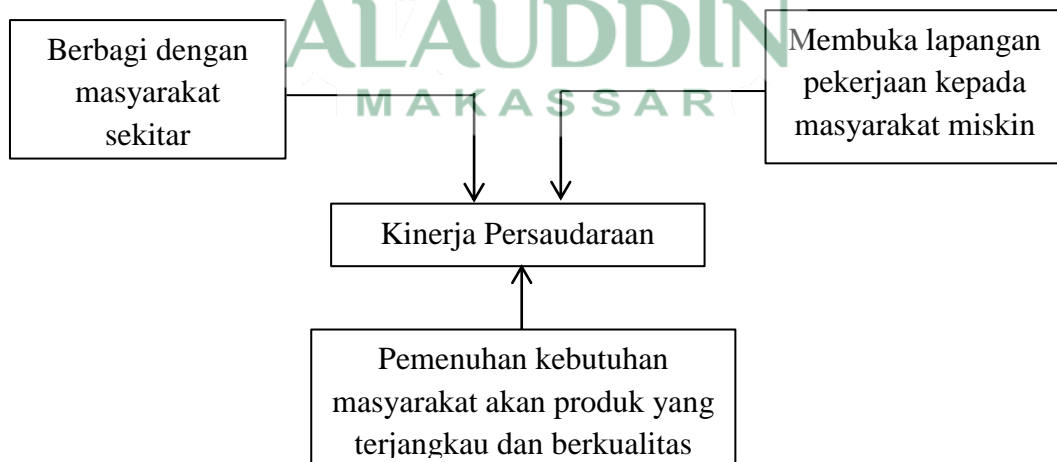 ALAUDDIN
MAKASSAR
Berbagi dengan
masyarakat
sekitar
Membuka lapangan
pekerjaan kepada
masyarakat miskin
Kinerja Persaudaraan
Pemenuhan kebutuhan
masyarakat akan produk yang
terjangkau dan berkualitas